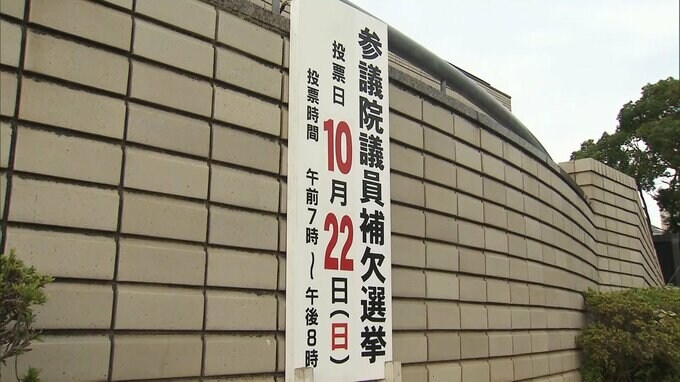 参議院議員補欠選挙
投票日 10月22日(日)
投票時間 午前7時~午後8時